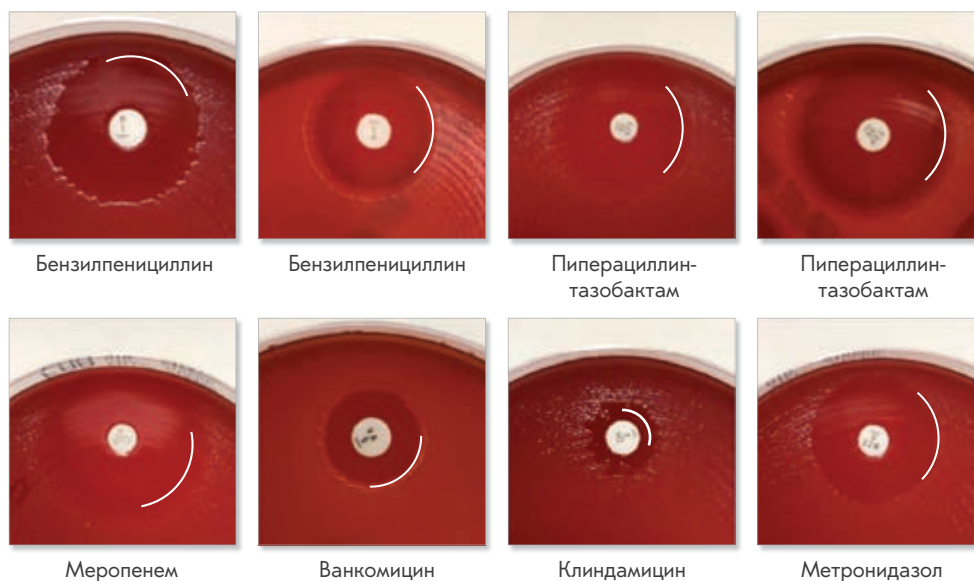 Бензилпенициллин
Бензилпенициллин
Пиперациллин-
тазобактам
Пиперациллин-
тазобактам
Меропенем
Ванкомицин
Клиндамицин
Метронидазол